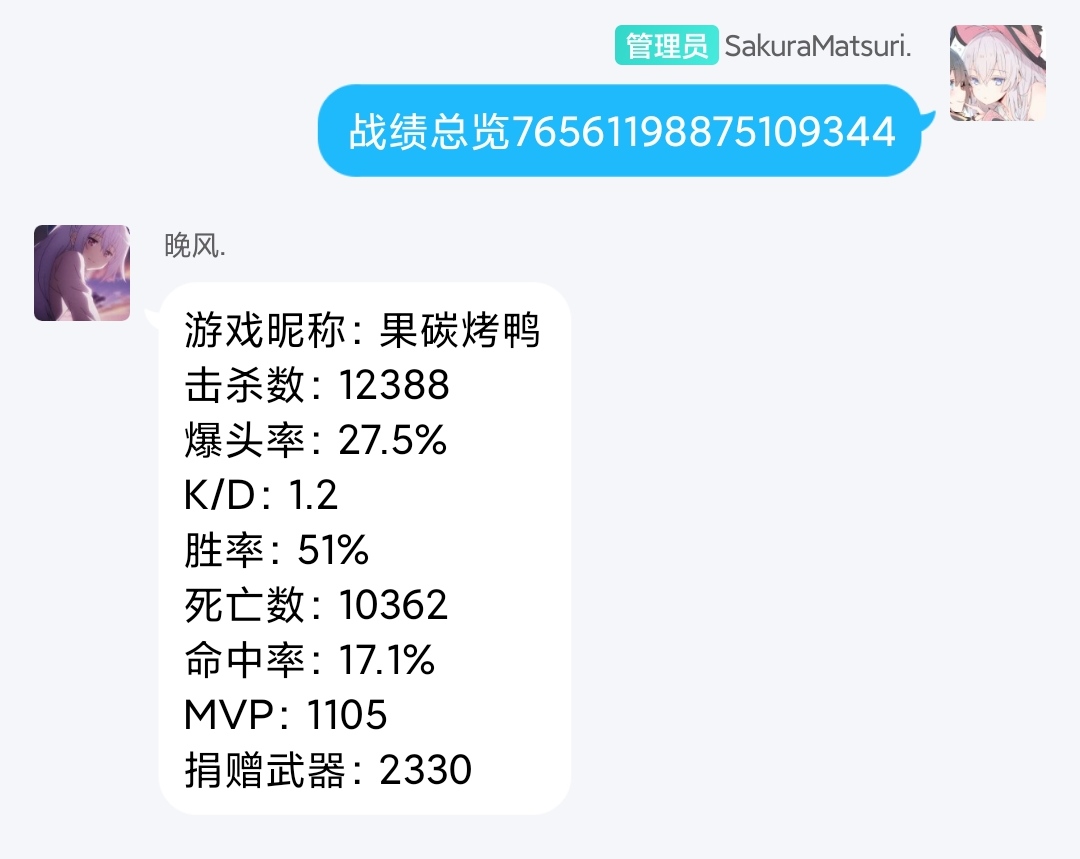 管理员 SakuraMatsuri.
战绩总览76561198875109344
晚风.
游戏昵称：果碳烤鸭
击杀数：12388
爆头率：27.5%
K/D：1.2
胜率：51%
死亡数：10362
命中率：17.1%
MVP：1105
捐赠武器：2330